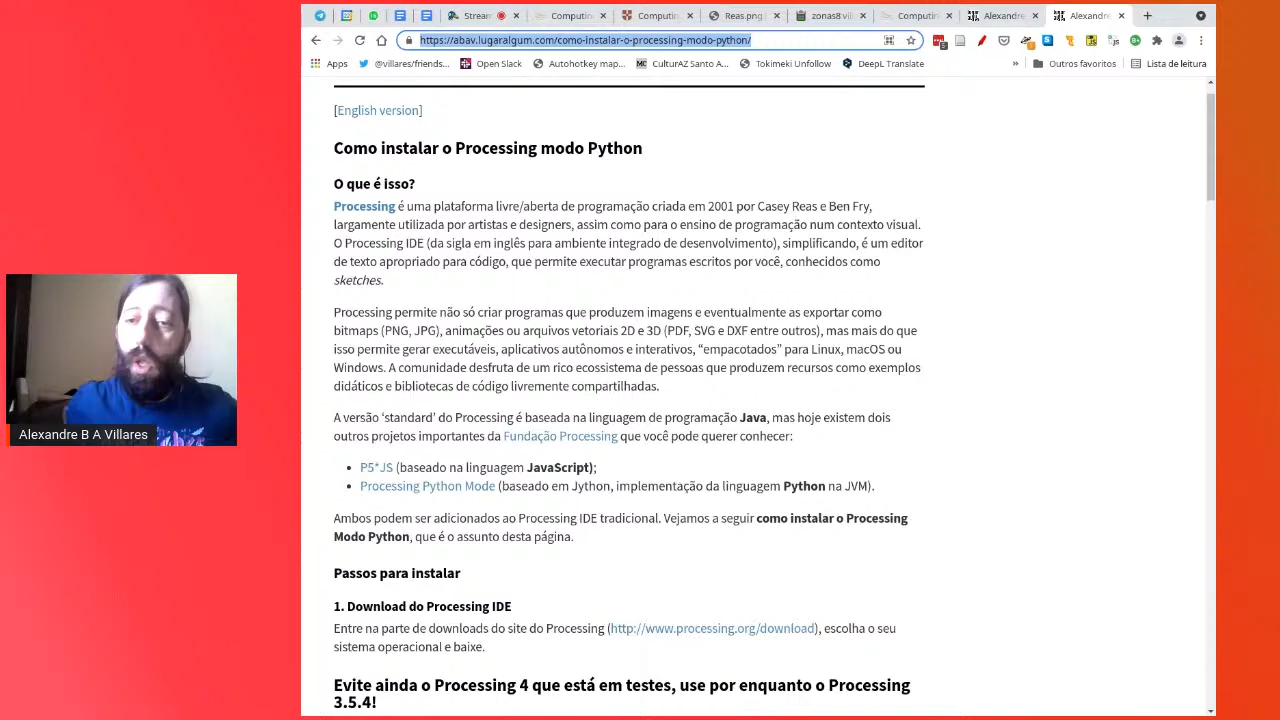 Stream
Computinc
Computin
Reas.png
zonas8 vil
Computin
Alexandre
Alexandre
https://abav.lugaralgum.com/como-instalar-o-processing-modo-python/
Apps
@villares/friends...
Open Slack
Autohotkey map...
CulturAZ Santo A...
Tokimeki Unfollow
DeepL Translate
»
Outros favoritos
Lista de leitura
[English version]
Como instalar o Processing modo Python
O que é isso?
Processing é uma plataforma livre/aberta de programação criada em 2001 por Casey Reas e Ben Fry,
largamente utilizada por artistas e designers, assim como para o ensino de programação num contexto visual.
O Processing IDE (da sigla em inglês para ambiente integrado de desenvolvimento), simplificando, é um editor
de texto apropriado para código, que permite executar programas escritos por você, conhecidos como
sketches.
Processing permite não só criar programas que produzem imagens e eventualmente as exportar como
bitmaps (PNG, JPG), animações ou arquivos vetoriais 2D e 3D (PDF, SVG e DXF entre outros), mas mais do que
isso permite gerar executáveis, aplicativos autônomos e interativos, “empacotados” para Linux, macOS ou
Windows. A comunidade desfruta de um rico ecossistema de pessoas que produzem recursos como exemplos
didáticos e bibliotecas de código livremente compartilhadas.
A versão ‘standard’ do Processing é baseada na linguagem de programação Java, mas hoje existem dois
outros projetos importantes da Fundação Processing que você pode querer conhecer:
• P5*JS (baseado na linguagem JavaScript);
• Processing Python Mode (baseado em Jython, implementação da linguagem Python na JVM).
Ambos podem ser adicionados ao Processing IDE tradicional. Vejamos a seguir como instalar o Processing
Modo Python, que é o assunto desta página.
Passos para instalar
1. Download do Processing IDE
Entre na parte de downloads do site do Processing (http://www.processing.org/download), escolha o seu
sistema operacional e baixe.
Evite ainda o Processing 4 que está em testes, use por enquanto o Processing
3.5.4!
Alexandre B A Villares